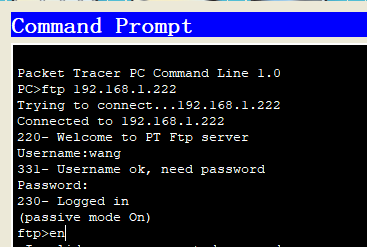 Command Prompt
Packet Tracer PC Command Line 1.0
PC>ftp 192.168.1.222
Trying to connect...192.168.1.222
Connected to 192.168.1.222
220- Welcome to PT Ftp server
Username:wang
331- Username ok, need password
Password:
230- Logged in
(passive mode On)
ftp>en